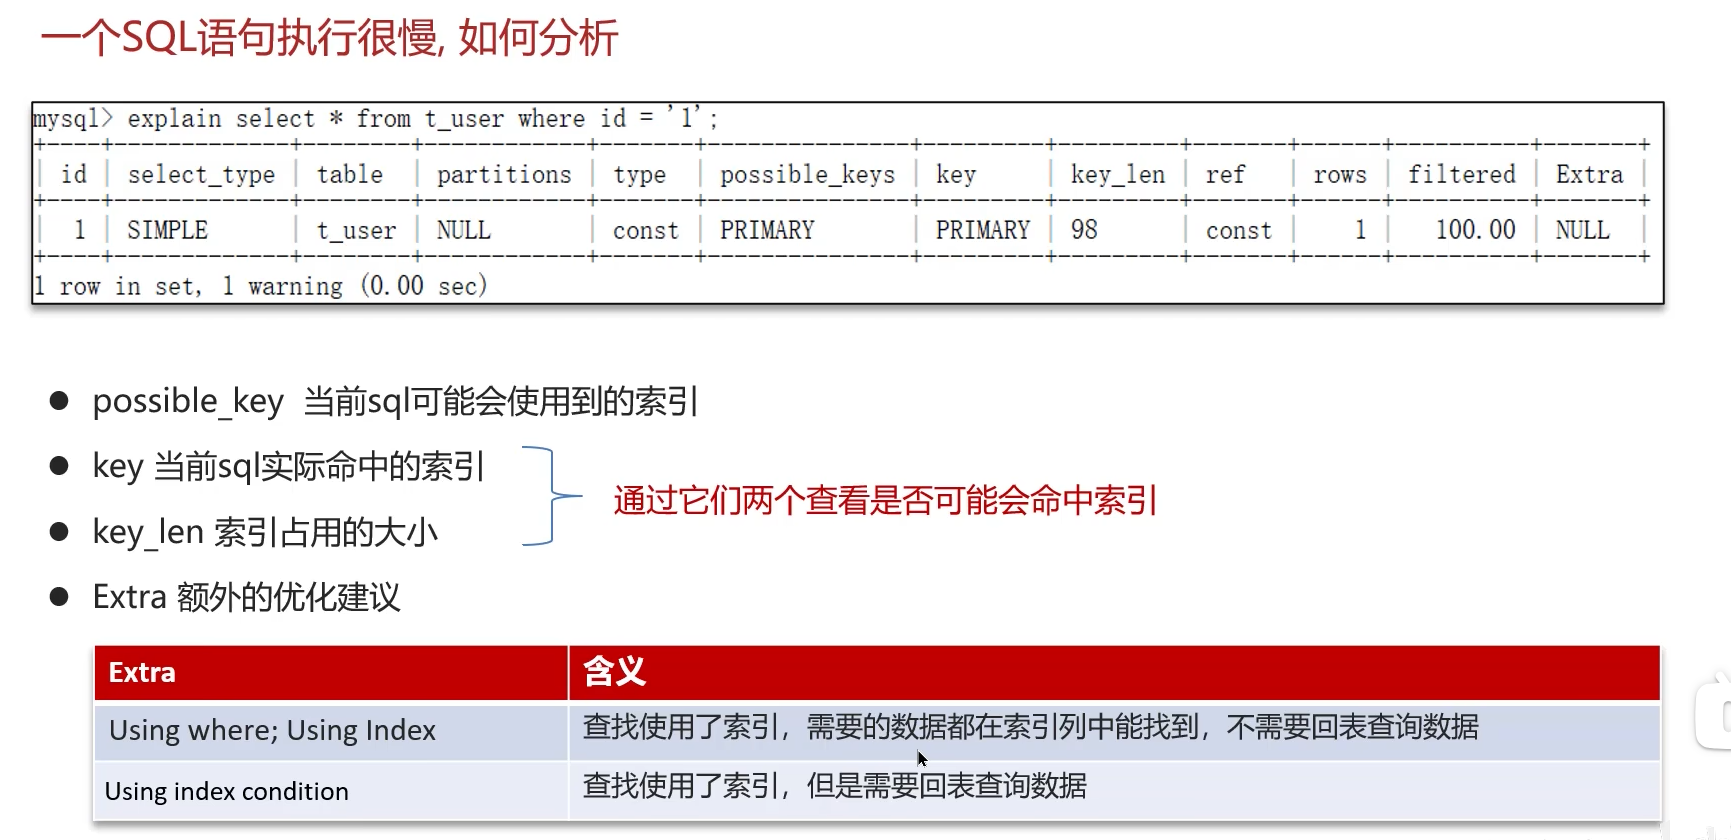 一个SQL语句执行很慢, 如何分析
mysql> explain select * from t_user where id = '1';
+----+-------------+--------+------------+-------+---------------+---------+---------+-------+------+----------+-------+
| id | select_type | table | partitions | type | possible_keys | key | key_len | ref | rows | filtered | Extra |
+----+-------------+--------+------------+-------+---------------+---------+---------+-------+------+----------+-------+
| 1 | SIMPLE | t_user | NULL | const | PRIMARY | PRIMARY | 98 | const | 1 | 100.00 | NULL |
+----+-------------+--------+------------+-------+---------------+---------+---------+-------+------+----------+-------+
1 row in set, 1 warning (0.00 sec)
● possible_key 当前sql可能会使用到的索引
● key 当前sql实际命中的索引
通过它们两个查看是否可能会命中索引
● key_len 索引占用的大小
● Extra 额外的优化建议
Extra 含义
Using where; Using Index 查找使用了索引，需要的数据都在索引列中能找到，不需要回表查询数据
Using index condition 查找使用了索引，但是需要回表查询数据